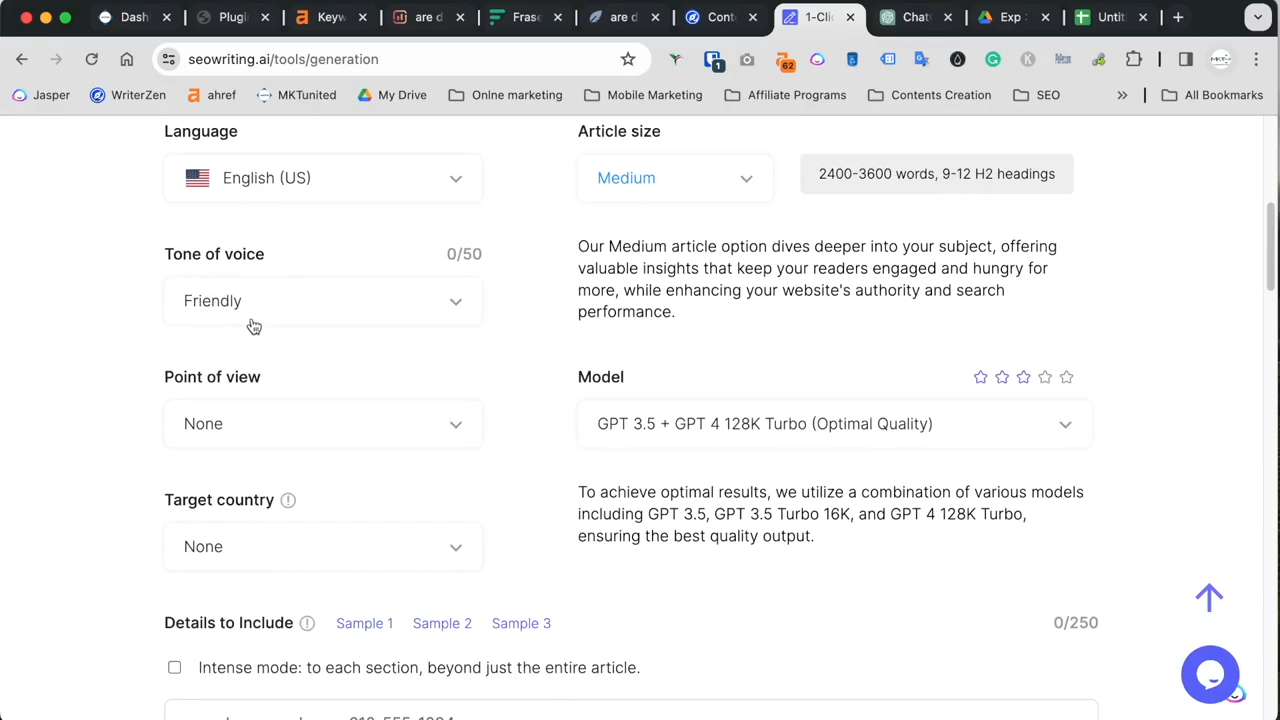 Dash
Plugi
Keyw
are d
Frase
are d
Cont
1-Clic
Chat
Exp
Untit
seowriting.ai/tools/generation
1
62
Jasper
WriterZen
ahref
MKTunited
My Drive
Onlne marketing
Mobile Marketing
Affiliate Programs
Contents Creation
SEO
All Bookmarks
Language
Article size
English (US)
Medium
2400-3600 words, 9-12 H2 headings
Tone of voice
0/50
Friendly
Our Medium article option dives deeper into your subject, offering
valuable insights that keep your readers engaged and hungry for
more, while enhancing your website's authority and search
performance.
Point of view
Model
None
GPT 3.5 + GPT 4 128K Turbo (Optimal Quality)
Target country
None
To achieve optimal results, we utilize a combination of various models
including GPT 3.5, GPT 3.5 Turbo 16K, and GPT 4 128K Turbo,
ensuring the best quality output.
Details to Include
Sample 1
Sample 2
Sample 3
0/250
Intense mode: to each section, beyond just the entire article.